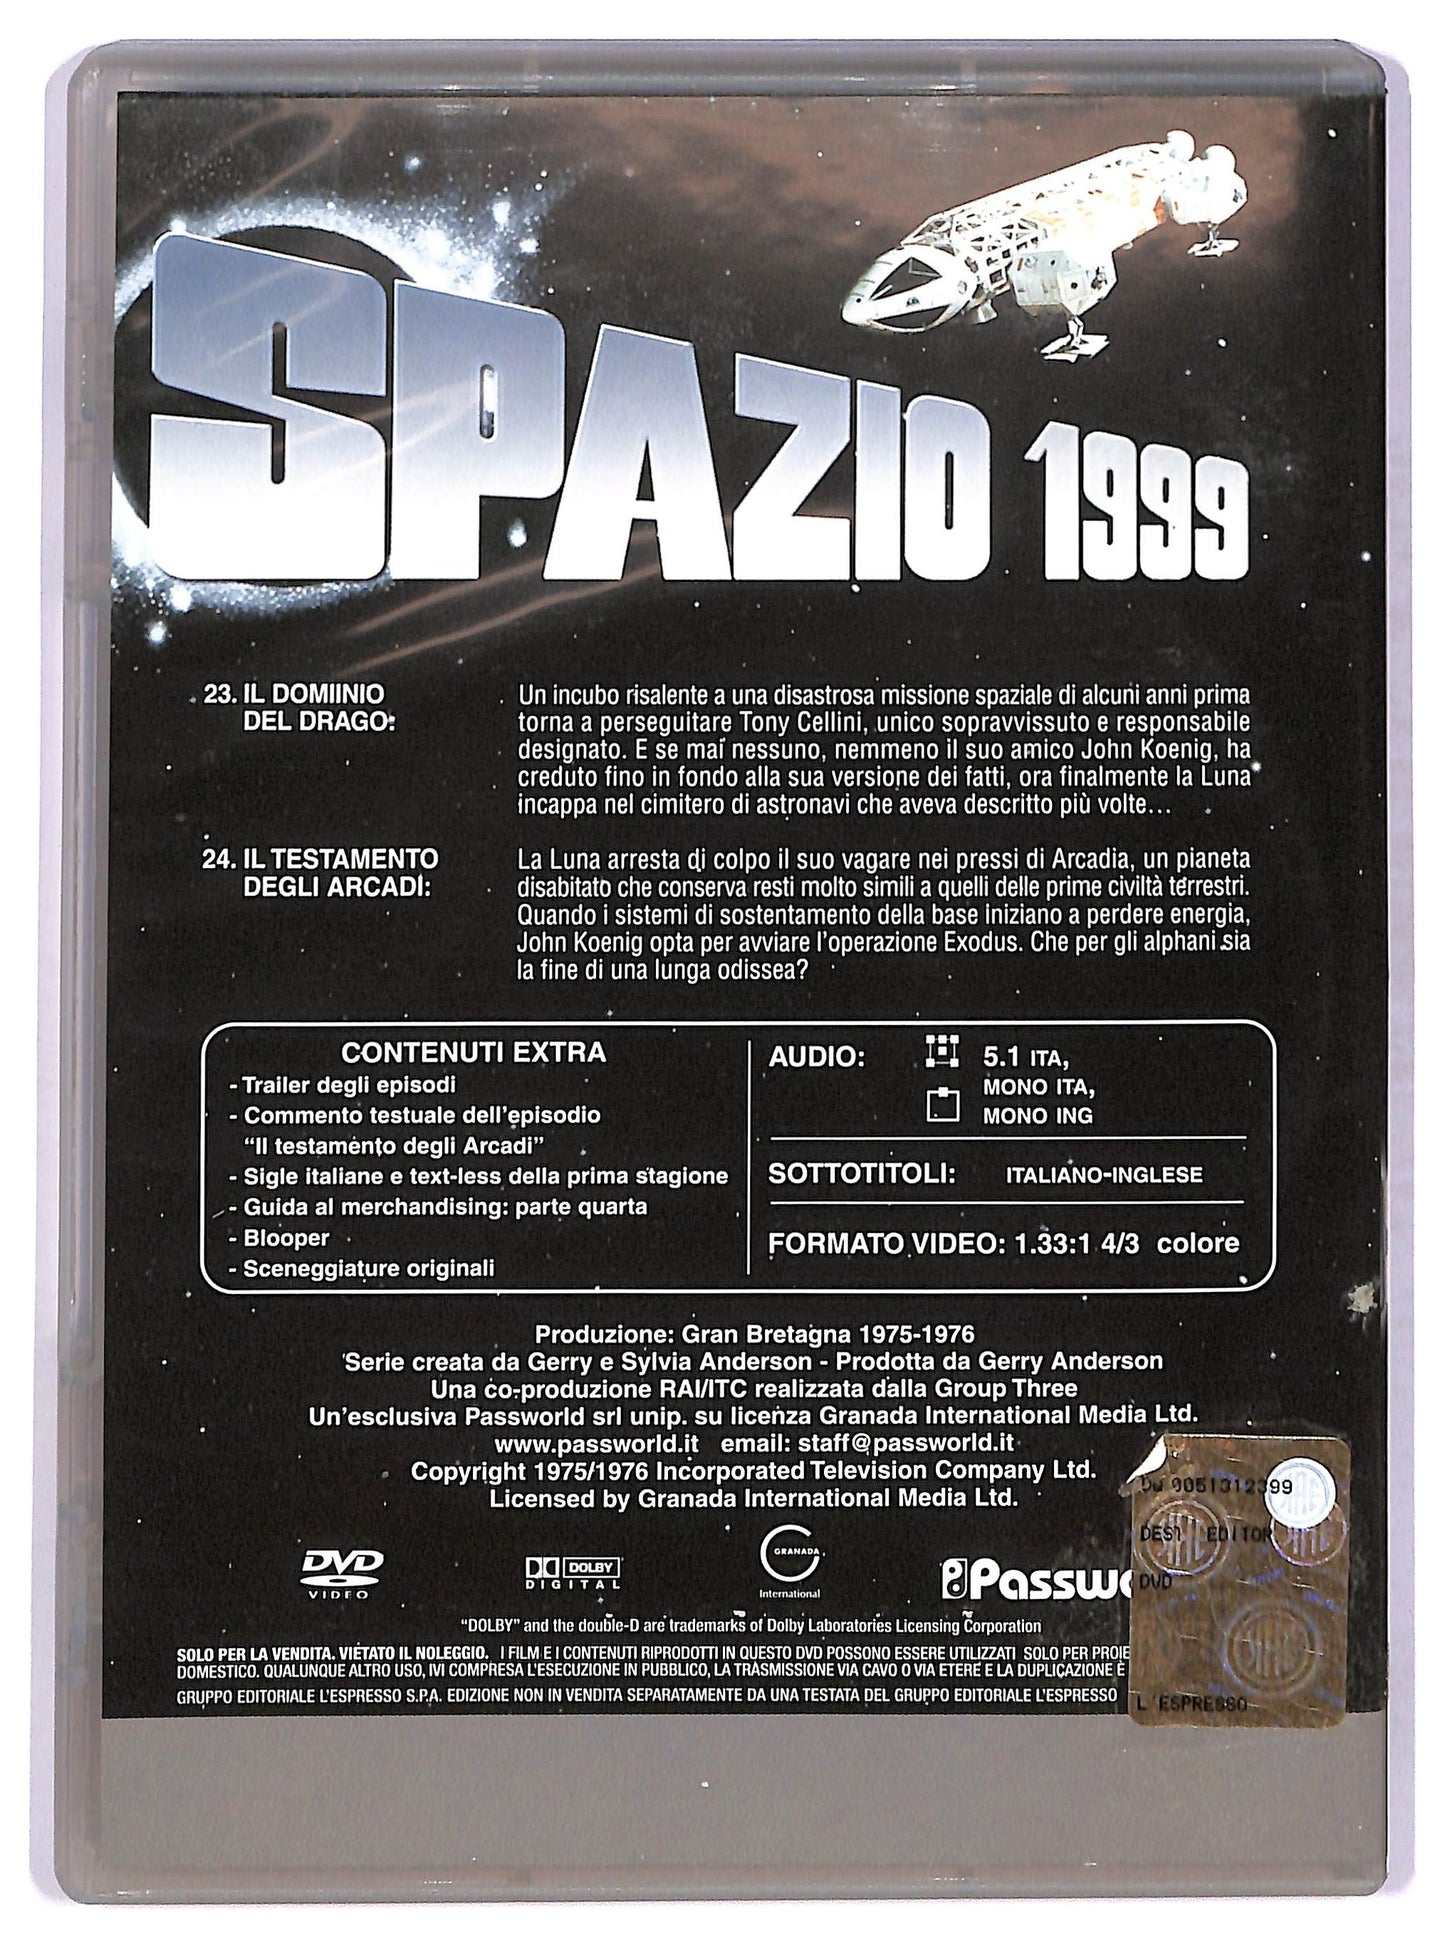 SPAZIO 1999
23. IL DOMIINIO
DEL DRAGO:
Un incubo risalente a una disastrosa missione spaziale di alcuni anni prima
torna a perseguitare Tony Cellini, unico sopravvissuto e responsabile
designato. E se mai nessuno, nemmeno il suo amico John Koenig, ha
creduto fino in fondo alla sua versione dei fatti, ora finalmente la Luna
incappa nel cimitero di astronavi che aveva descritto più volte...
24. IL TESTAMENTO
DEGLI ARCADI:
La Luna arresta di colpo il suo vagare nei pressi di Arcadia, un pianeta
disabitato che conserva resti molto simili a quelli delle prime civiltà terrestri.
Quando i sistemi di sostentamento della base iniziano a perdere energia,
John Koenig opta per avviare l'operazione Exodus. Che per gli alphani sia
la fine di una lunga odissea?
CONTENUTI EXTRA
- Trailer degli episodi
- Commento testuale dell'episodio
"Il testamento degli Arcadi"
- Sigle italiane e text-less della prima stagione
- Guida al merchandising: parte quarta
- Blooper
- Sceneggiature originali
AUDIO: 5.1 ITA,
MONO ITA,
MONO ING
SOTTOTITOLI: ITALIANO-INGLESE
FORMATO VIDEO: 1.33:1 4/3 colore
Produzione: Gran Bretagna 1975-1976
Serie creata da Gerry e Sylvia Anderson - Prodotta da Gerry Anderson
Una co-produzione RAI/ITC realizzata dalla Group Three
Un'esclusiva Passworld srl unip. su licenza Granada International Media Ltd.
www.passworld.it email: staff@passworld.it
Copyright 1975/1976 Incorporated Television Company Ltd.
Licensed by Granada International Media Ltd.
DVD
VIDEO
DOLBY
DIGITAL
GRANADA
International
Passwo
"DOLBY" and the double-D are trademarks of Dolby Laboratories Licensing Corporation
SOLO PER LA VENDITA. VIETATO IL NOLEGGIO. I FILM E I CONTENUTI RIPRODOTTI IN QUESTO DVD POSSONO ESSERE UTILIZZATI SOLO PER PROIE
DOMESTICO. QUALUNQUE ALTRO USO, IVI COMPRESA L'ESECUZIONE IN PUBBLICO, LA TRASMISSIONE VIA CAVO O VIA ETERE E LA DUPLICAZIONE È
GRUPPO EDITORIALE L'ESPRESSO S.P.A. EDIZIONE NON IN VENDITA SEPARATAMENTE DA UNA TESTATA DEL GRUPPO EDITORIALE L'ESPRESSO
0051312399
EDITOR
DVD
L'ESPRESSO
SIAE